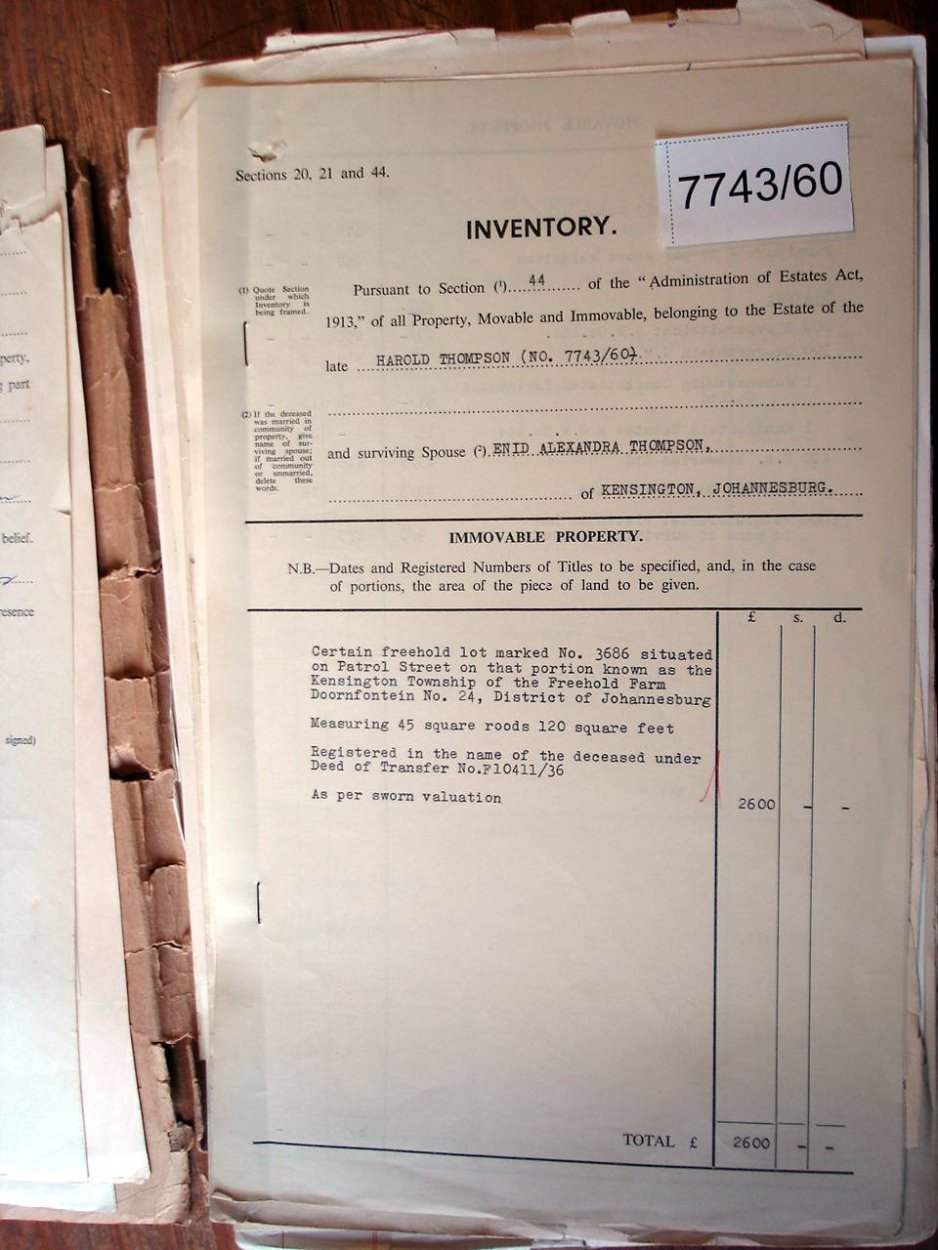 7743/60
Sections 20, 21 and 44.
INVENTORY.
(1) Quote Section
under which
Inventory is
being framed.
Pursuant to Section (¹)....44........ of the “ Administration of Estates Act,
1913,” of all Property, Movable and Immovable, belonging to the Estate of the
late ....HAROLD THOMPSON (NO. 7743/60)....
(2) If the deceased
was married in
community of
property, give
name of sur-
viving spouse;
if married out
of community
or unmarried,
delete these
words.
and surviving Spouse (²) ENID ALEXANDRA THOMPSON,
of KENSINGTON, JOHANNESBURG.
IMMOVABLE PROPERTY.
N.B.—Dates and Registered Numbers of Titles to be specified, and, in the case
of portions, the area of the piece of land to be given.
£ s. d.
Certain freehold lot marked No. 3686 situated
on Patrol Street on that portion known as the
Kensington Township of the Freehold Farm
Doornfontein No. 24, District of Johannesburg
Measuring 45 square roods 120 square feet
Registered in the name of the deceased under
Deed of Transfer No.F10411/36
As per sworn valuation 2600 - -
TOTAL £ 2600 - -
perty,
part
belief.
resence
signed)